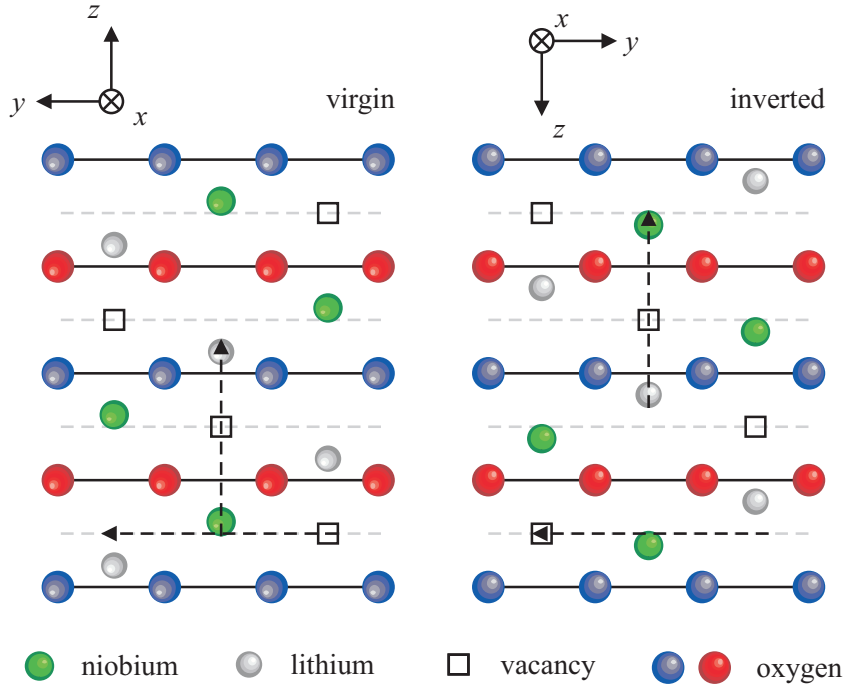 z
y
x
virgin
x
y
z
inverted
niobium
lithium
vacancy
oxygen